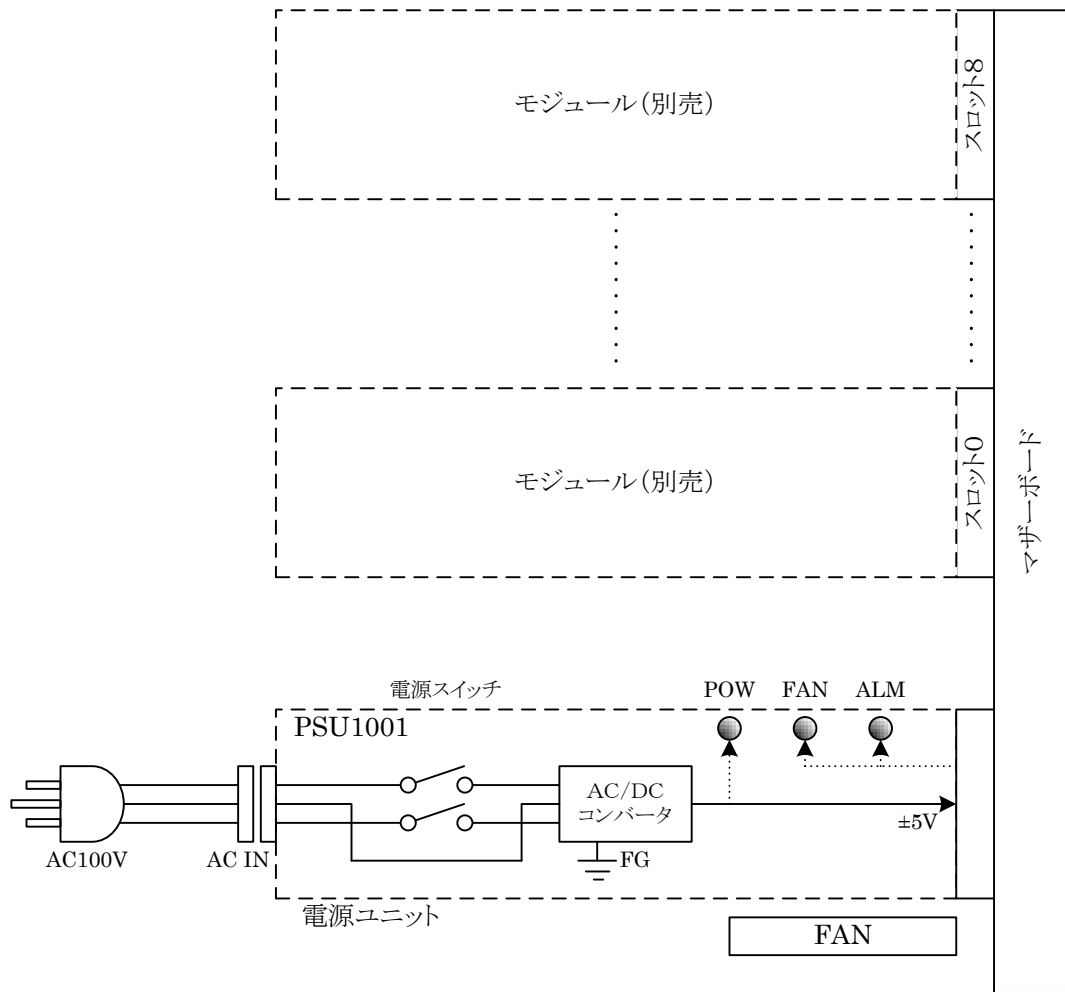 モジュール(別売)
スロット8
モジュール(別売)
スロット0
マザーボード
電源スイッチ
POW
FAN
ALM
PSU1001
AC/DC
コンバータ
±5V
AC100V
AC IN
FG
電源ユニット
FAN